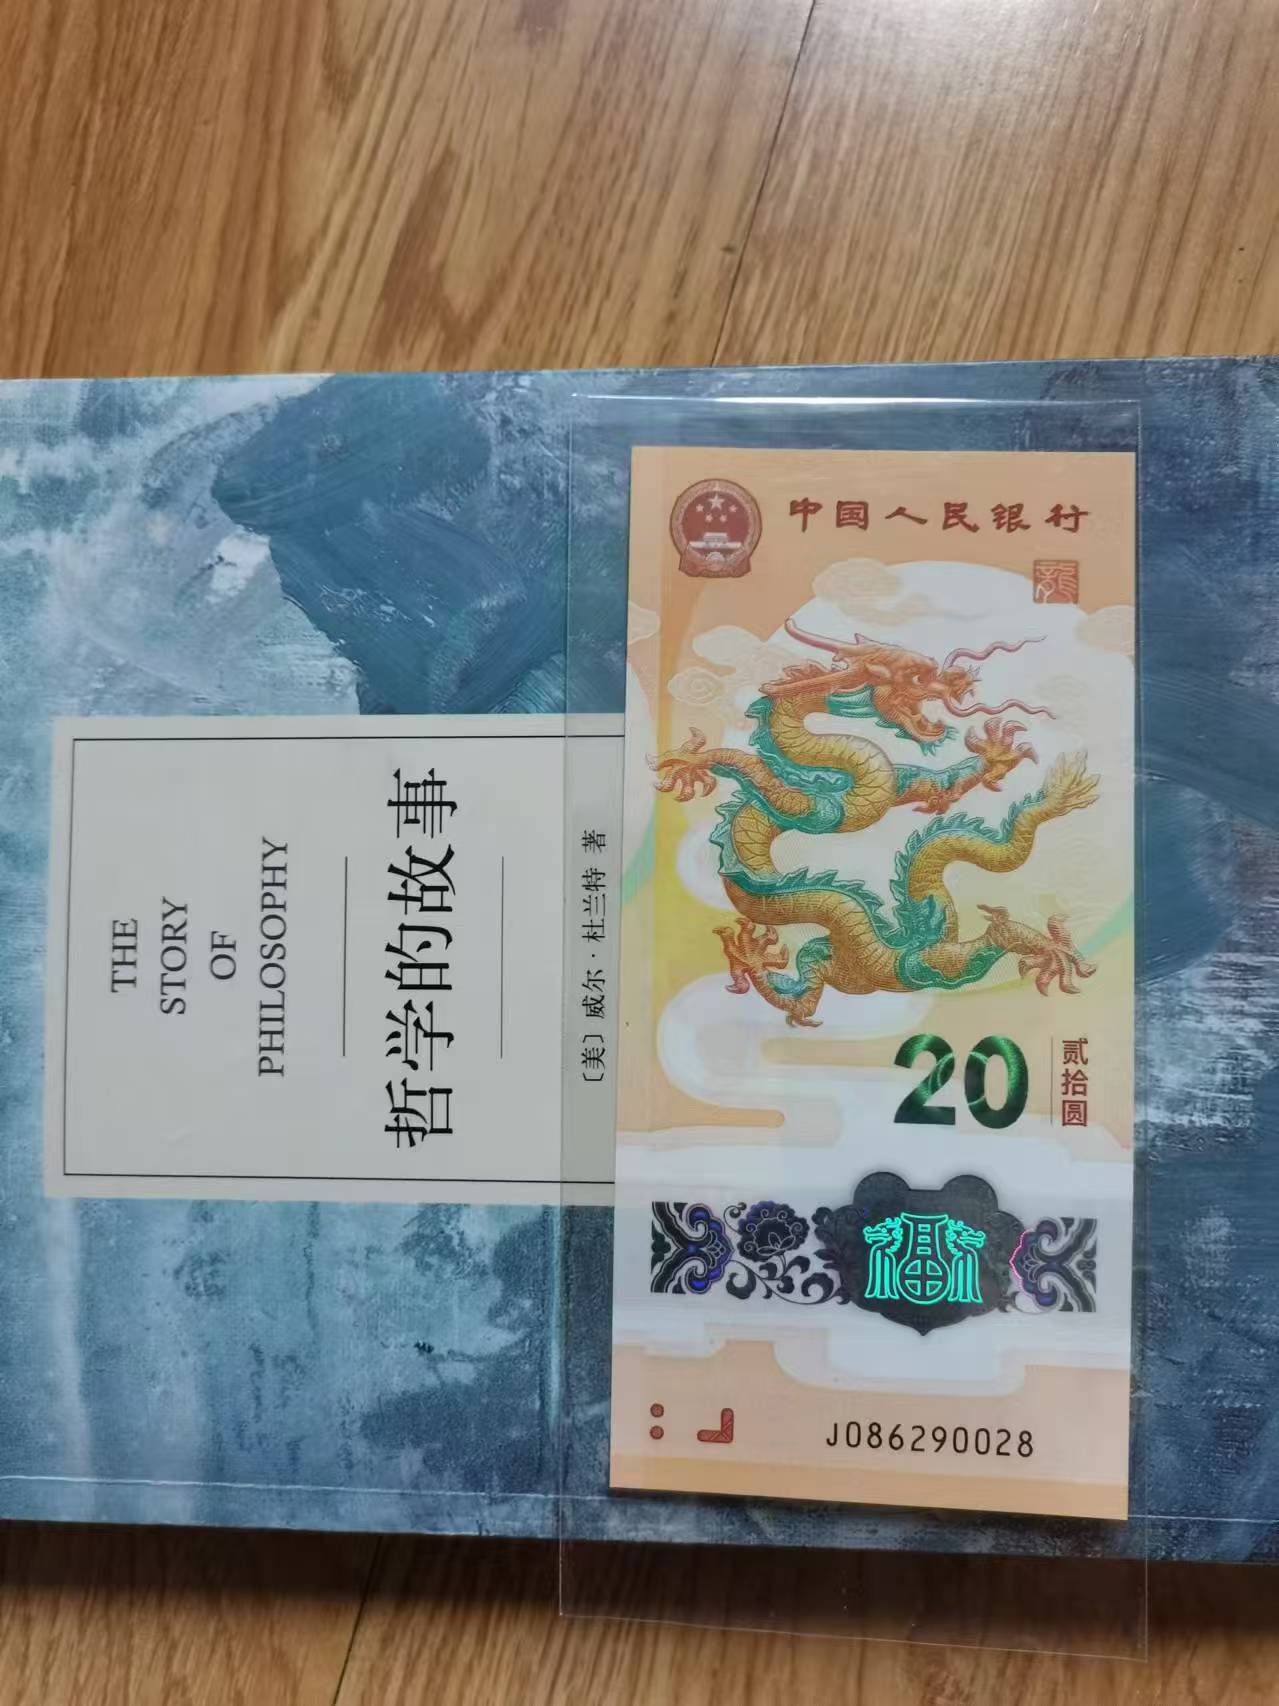 THE
STORY
OF
PHILOSOPHY
哲学的故事
〔美〕威尔·杜兰特 著
中国人民银行
龍
20
贰拾圆
福
J086290028